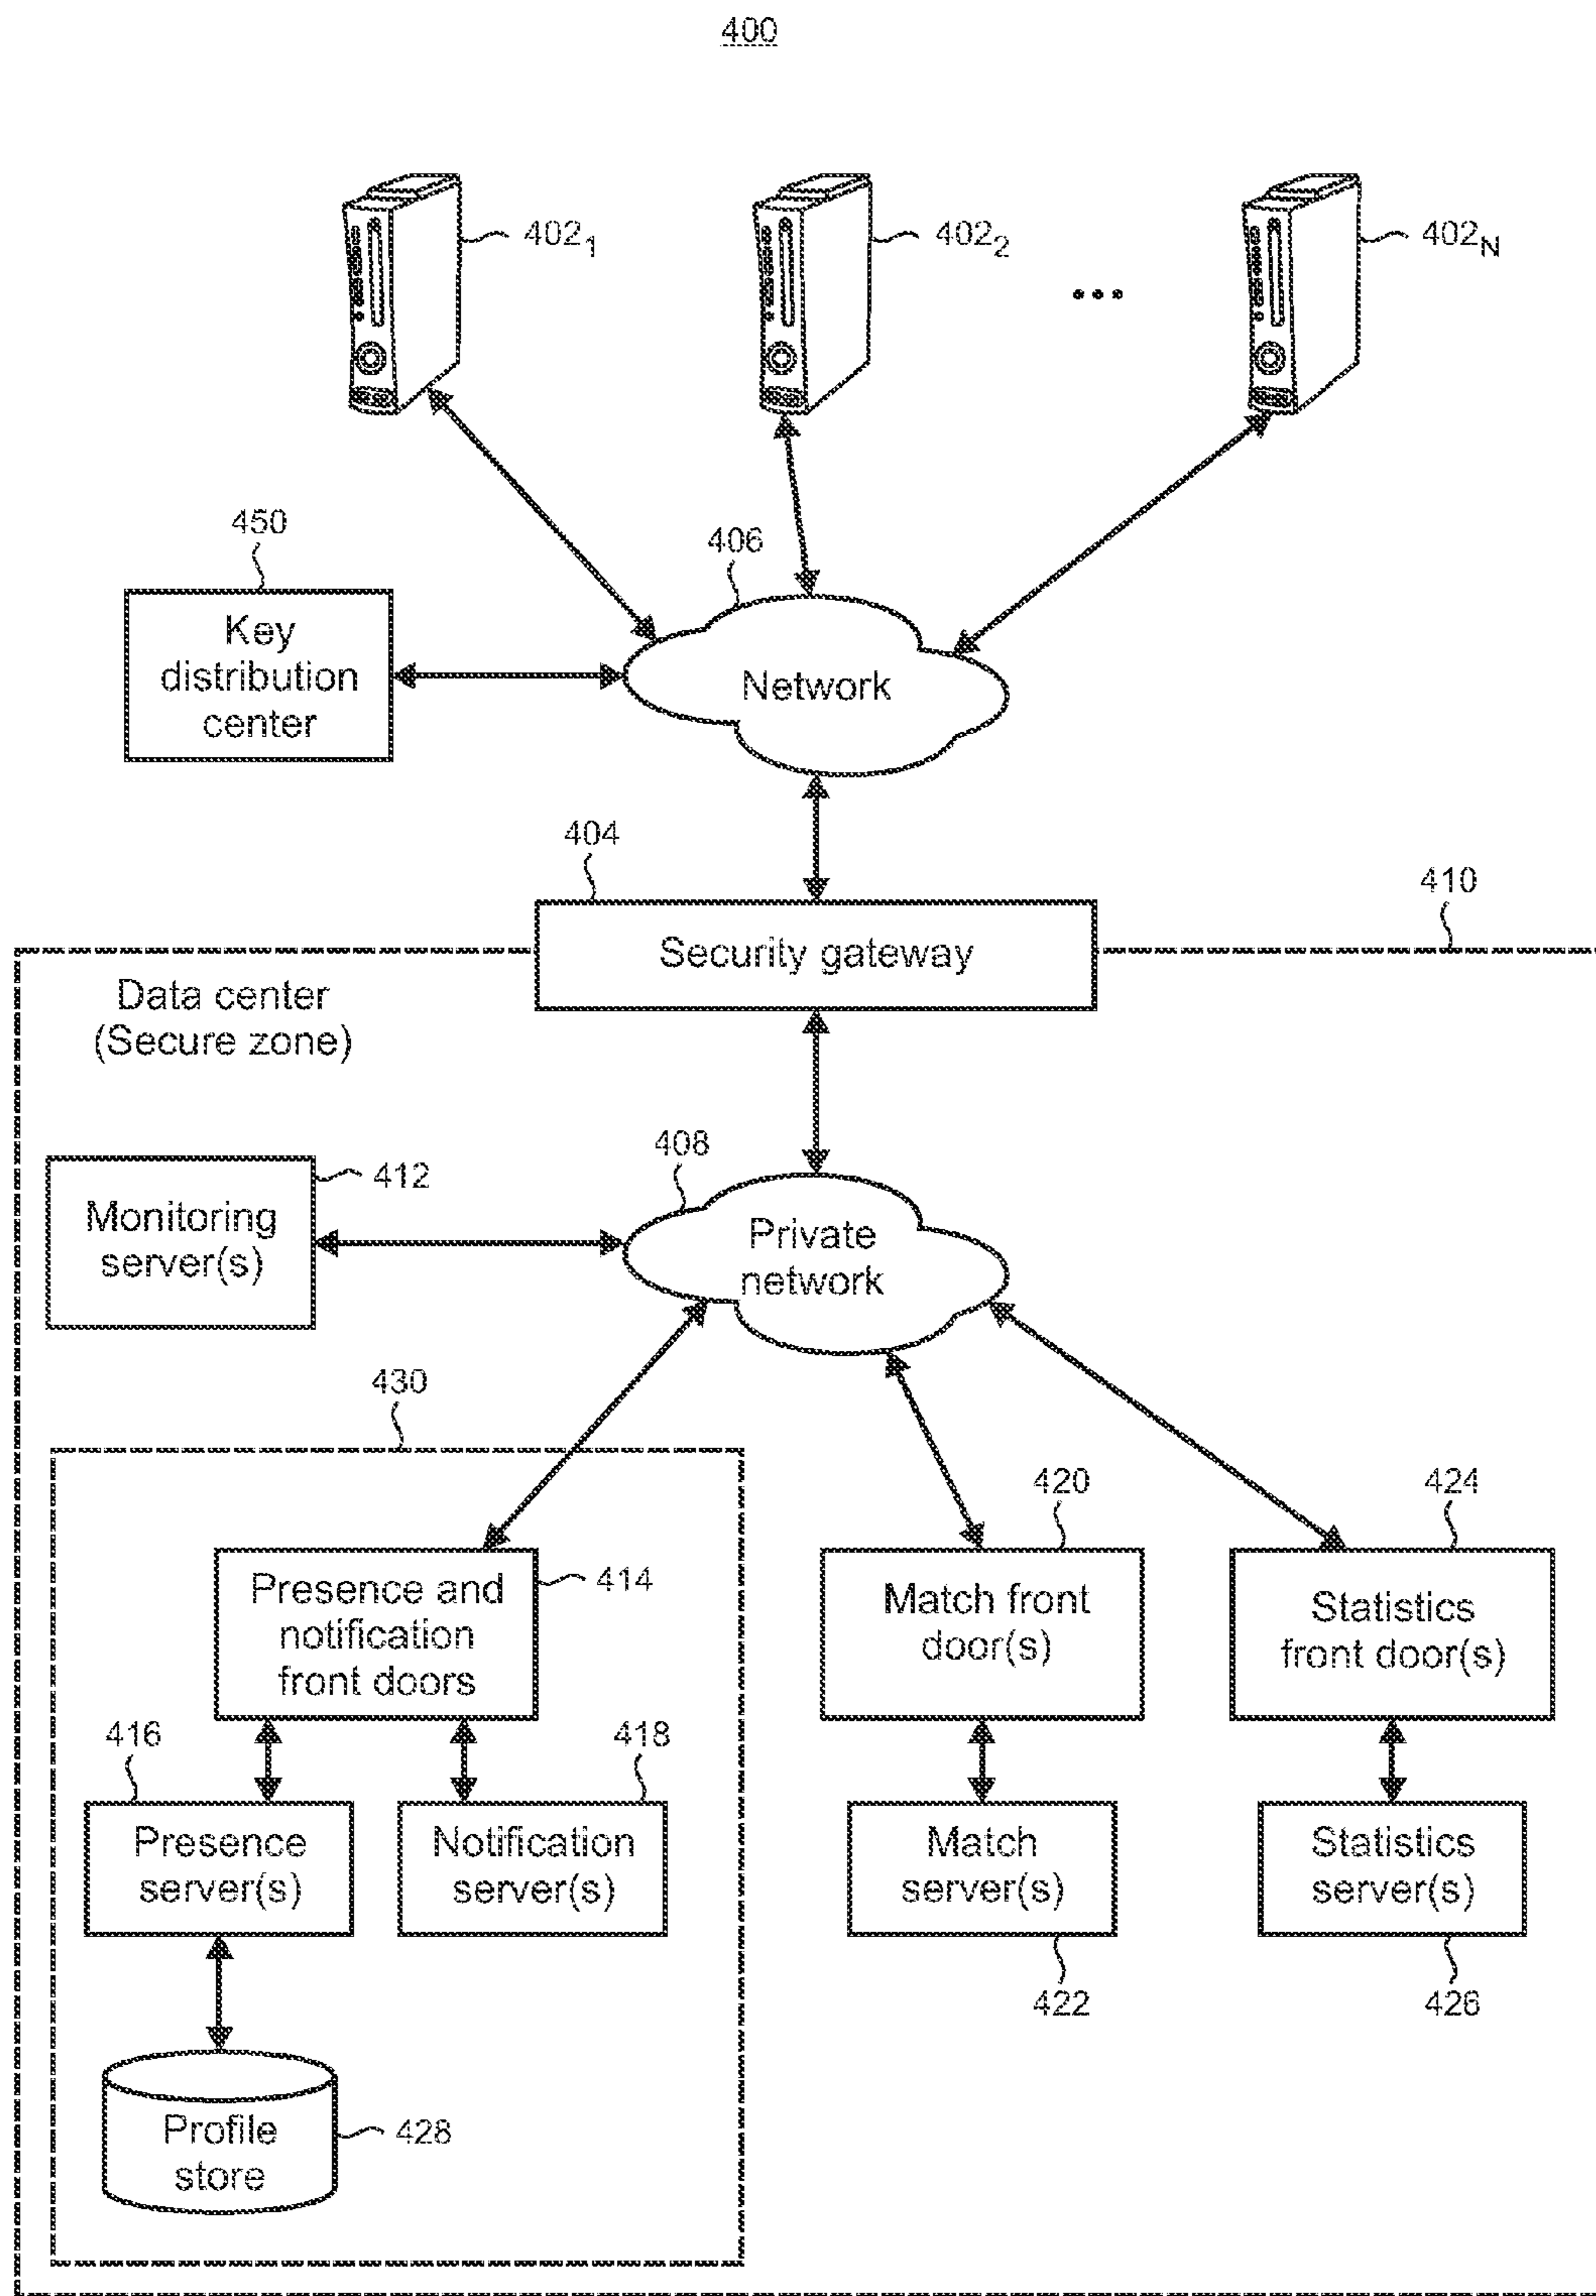 400
402₁
402₂
402N
450
406
Key
distribution
center
Network
404
410
Security gateway
Data center
(Secure zone)
408
412
Monitoring
server(s)
Private
network
430
420
424
Presence and
notification
front doors
414
Match front
door(s)
Statistics
front door(s)
416
418
Presence
server(s)
Notification
server(s)
Match
server(s)
Statistics
server(s)
422
426
Profile
store
428